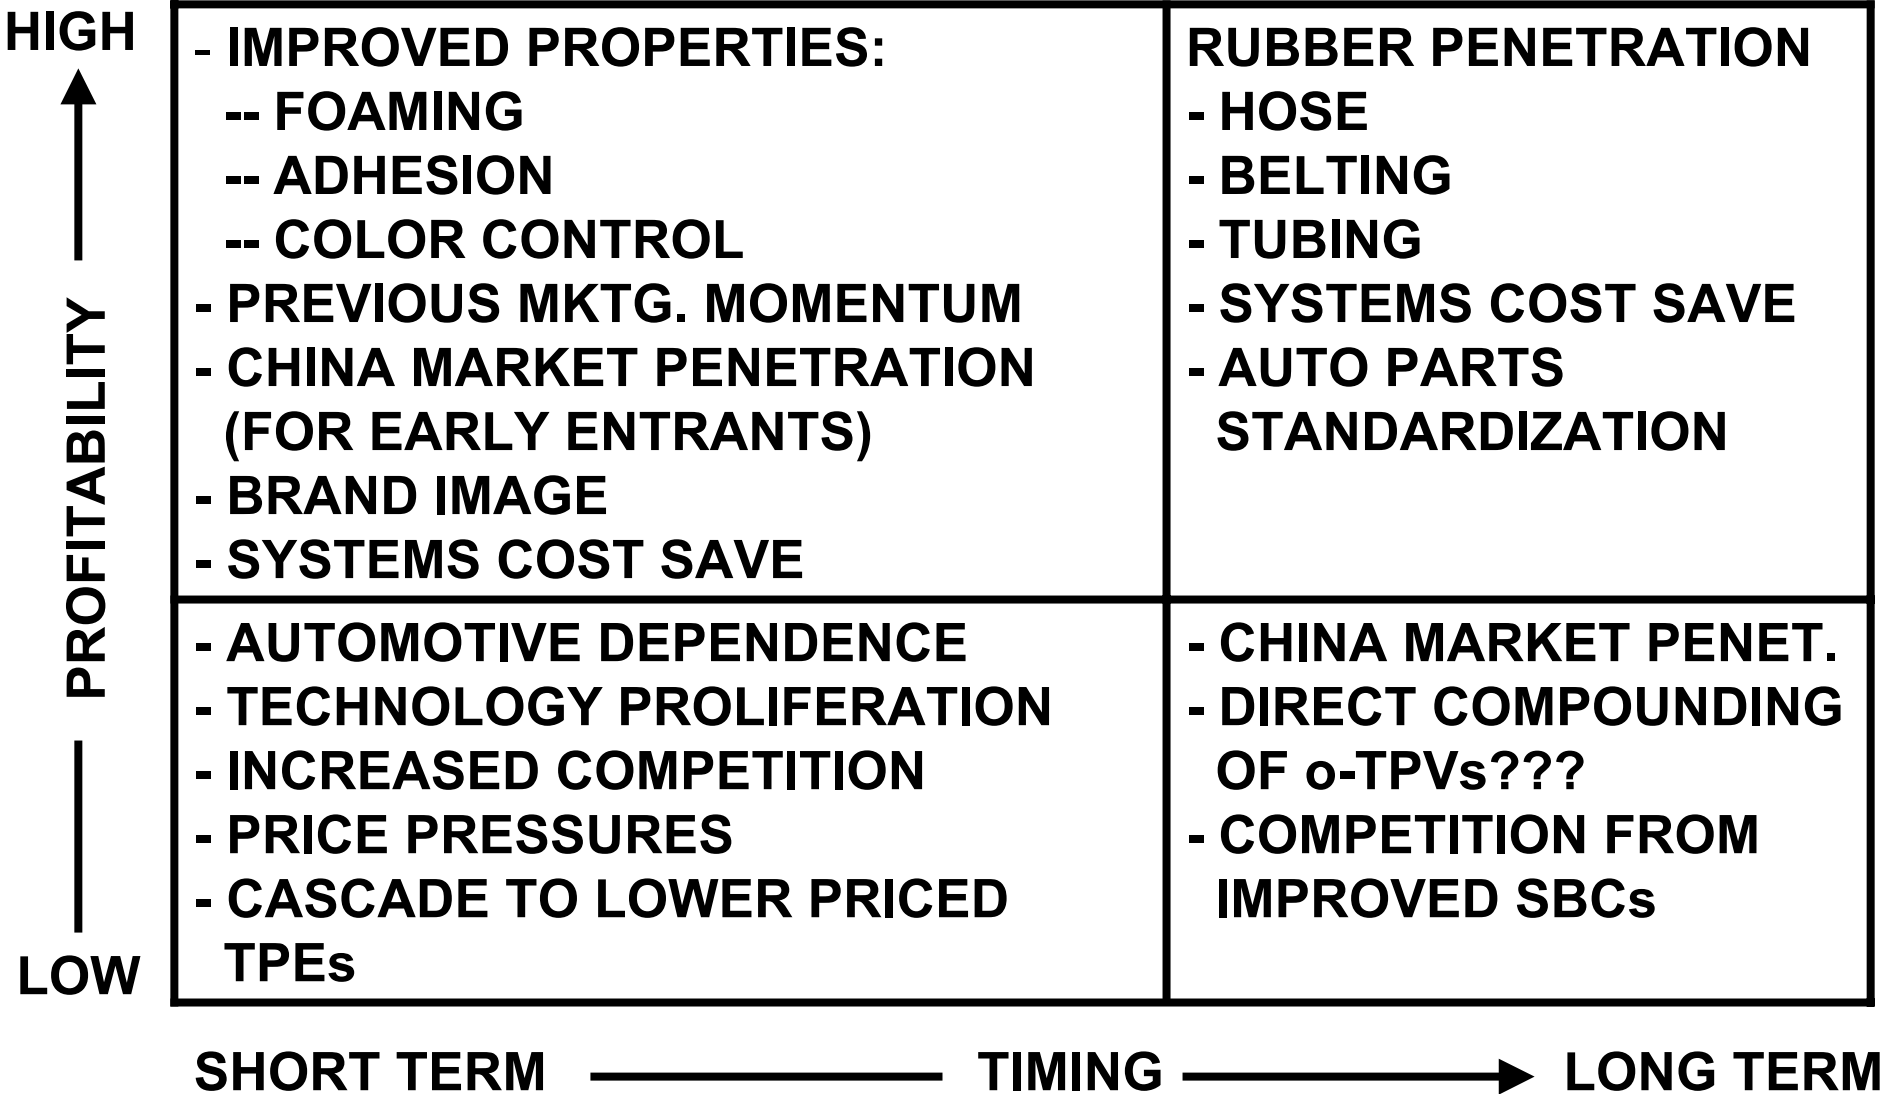 HIGH
PROFITABILITY
LOW
- IMPROVED PROPERTIES:
-- FOAMING
-- ADHESION
-- COLOR CONTROL
- PREVIOUS MKTG. MOMENTUM
- CHINA MARKET PENETRATION
(FOR EARLY ENTRANTS)
- BRAND IMAGE
- SYSTEMS COST SAVE
RUBBER PENETRATION
- HOSE
- BELTING
- TUBING
- SYSTEMS COST SAVE
- AUTO PARTS
STANDARDIZATION
- AUTOMOTIVE DEPENDENCE
- TECHNOLOGY PROLIFERATION
- INCREASED COMPETITION
- PRICE PRESSURES
- CASCADE TO LOWER PRICED
TPEs
- CHINA MARKET PENET.
- DIRECT COMPOUNDING
OF o-TPVs???
- COMPETITION FROM
IMPROVED SBCs
SHORT TERM TIMING LONG TERM